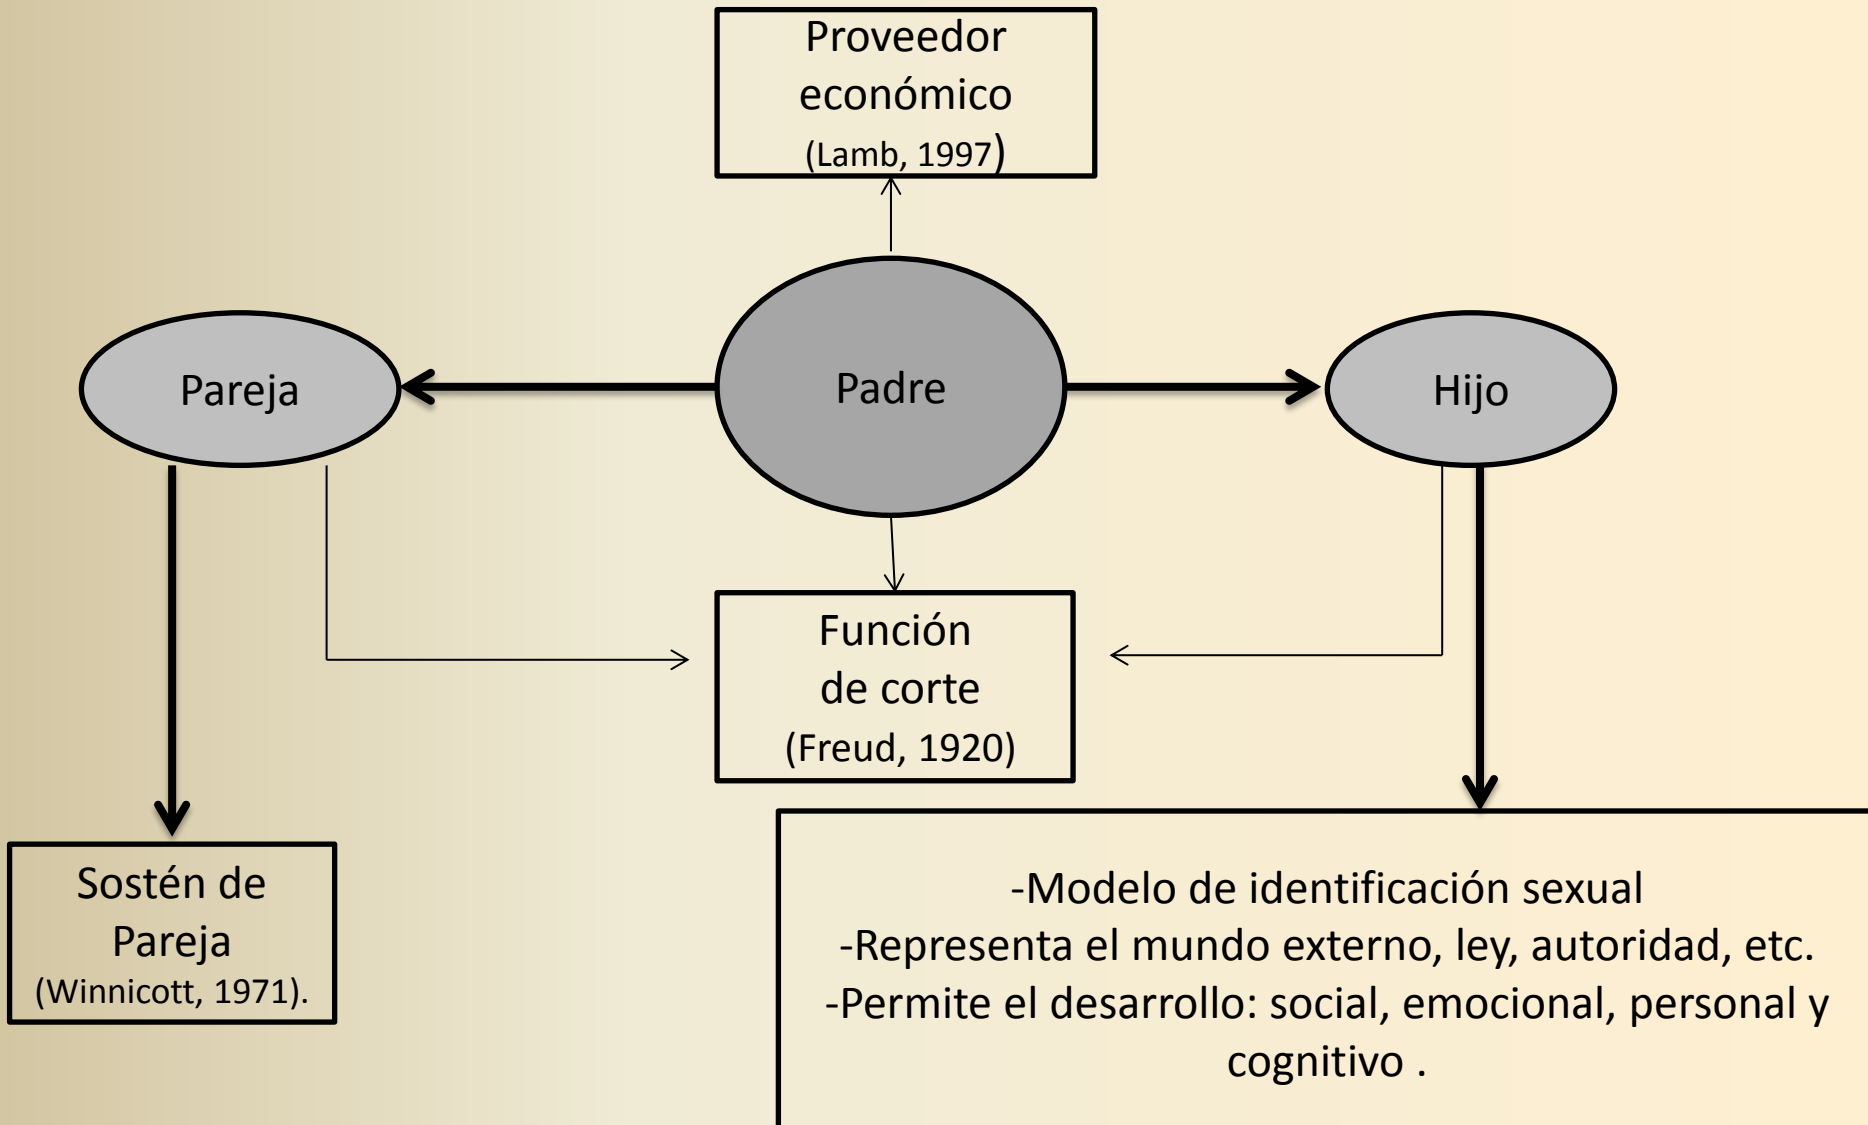 Proveedor
económico
(Lamb, 1997)
Pareja
Padre
Hijo
Función
de corte
(Freud, 1920)
Sostén de
Pareja
(Winnicott, 1971).
-Modelo de identificación sexual
-Representa el mundo externo, ley, autoridad, etc.
-Permite el desarrollo: social, emocional, personal y
cognitivo .